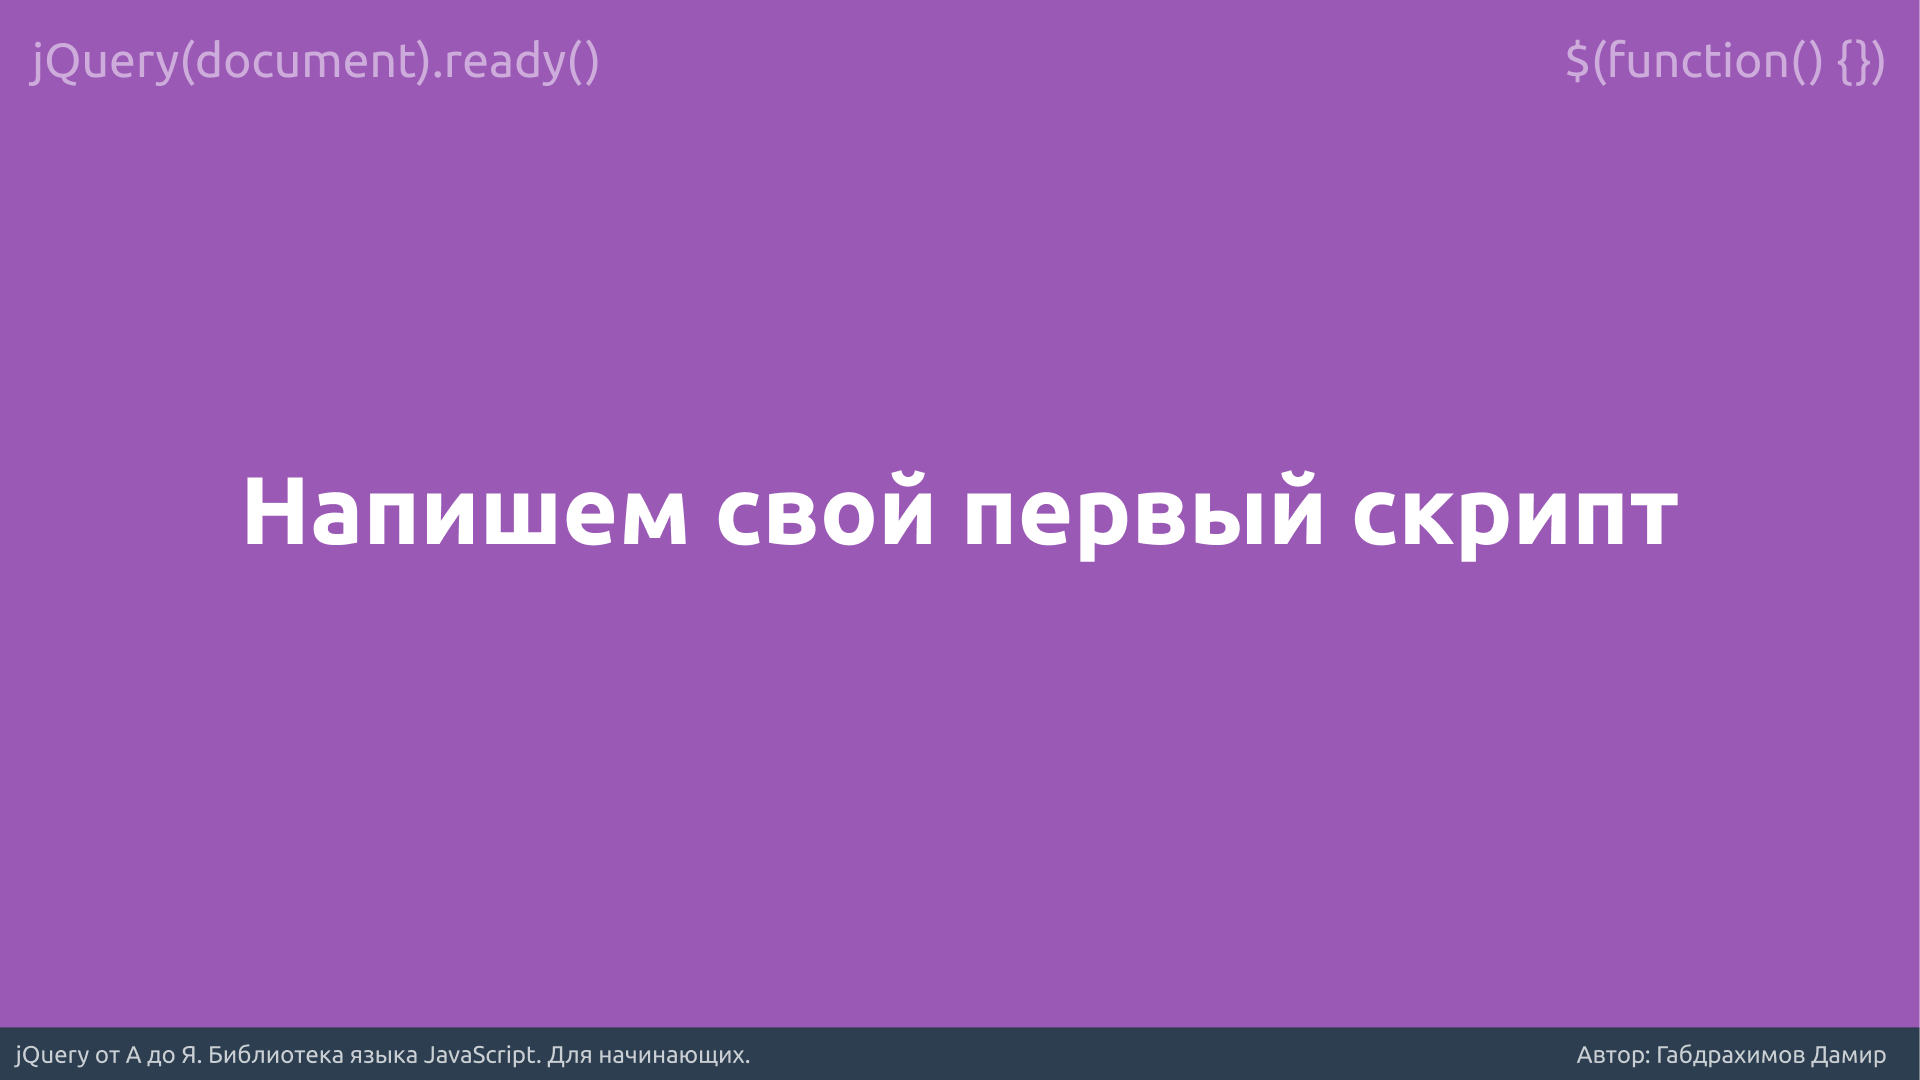 jQuery(document).ready()
$(function() {})
Напишем свой первый скрипт
jQuery от А до Я. Библиотека языка JavaScript. Для начинающих.
Автор: Габдрахимов Дамир